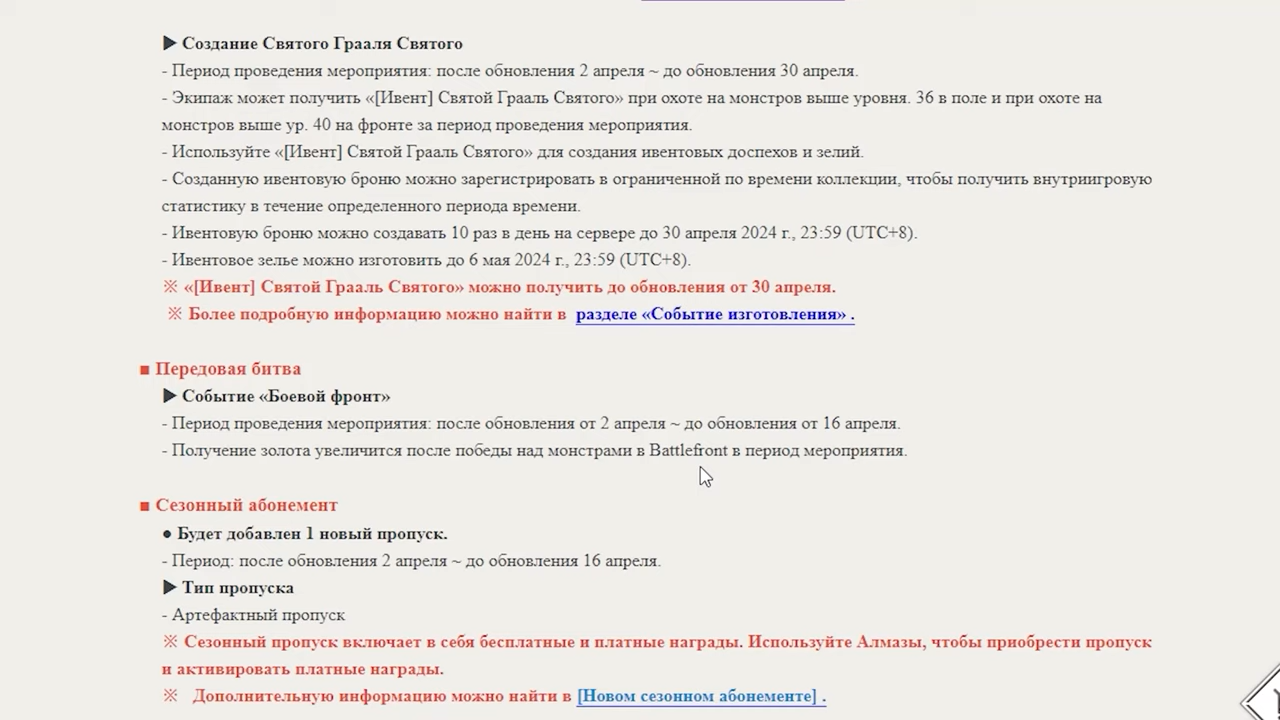 ▶ Создание Святого Грааля Святого
- Период проведения мероприятия: после обновления 2 апреля ~ до обновления 30 апреля.
- Экипаж может получить «[Ивент] Святой Грааль Святого» при охоте на монстров выше уровня. 36 в поле и при охоте на
монстров выше ур. 40 на фронте за период проведения мероприятия.
- Используйте «[Ивент] Святой Грааль Святого» для создания ивентовых доспехов и зелий.
- Созданную ивентовую броню можно зарегистрировать в ограниченной по времени коллекции, чтобы получить внутриигровую
статистику в течение определенного периода времени.
- Ивентовую броню можно создавать 10 раз в день на сервере до 30 апреля 2024 г., 23:59 (UTC+8).
- Ивентовое зелье можно изготовить до 6 мая 2024 г., 23:59 (UTC+8).
※ «[Ивент] Святой Грааль Святого» можно получить до обновления от 30 апреля.
※ Более подробную информацию можно найти в разделе «Событие изготовления» .
■ Передовая битва
▶ Событие «Боевой фронт»
- Период проведения мероприятия: после обновления от 2 апреля ~ до обновления от 16 апреля.
- Получение золота увеличится после победы над монстрами в Battlefront в период мероприятия.
■ Сезонный абонемент
● Будет добавлен 1 новый пропуск.
- Период: после обновления 2 апреля ~ до обновления 16 апреля.
▶ Тип пропуска
- Артефактный пропуск
※ Сезонный пропуск включает в себя бесплатные и платные награды. Используйте Алмазы, чтобы приобрести пропуск
и активировать платные награды.
※ Дополнительную информацию можно найти в [Новом сезонном абонементе] .